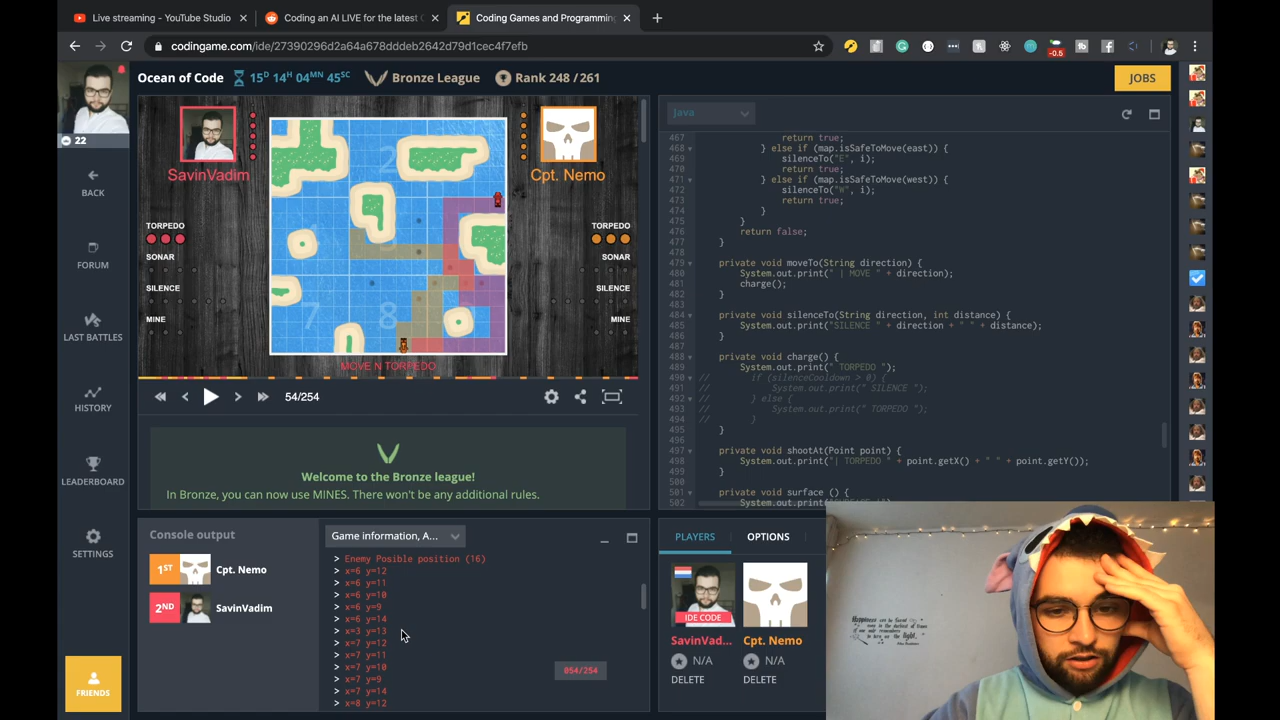 Live streaming - YouTube Studio
Coding an AI LIVE for the latest C
Coding Games and Programming
codingame.com/ide/27390296d2a64a678dddeb2642d79d1cec4f7efb
-0.5
Ocean of Code
15D 14H 04MN 45SC
Bronze League
Rank 248 /261
JOBS
22
BACK
FORUM
LAST BATTLES
HISTORY
LEADERBOARD
SETTINGS
FRIENDS
SavinVadim
Cpt. Nemo
TORPEDO
SONAR
SILENCE
MINE
TORPEDO
SONAR
SILENCE
MINE
2
5
7
8
MOVE N TORPEDO
54/254
Welcome to the Bronze league!
In Bronze, you can now use MINES. There won't be any additional rules.
Java
467 return true;
468 } else if (map.isSafeToMove(east)) {
469 silenceTo("E", i);
470 return true;
471 } else if (map.isSafeToMove(west)) {
472 silenceTo("W", i);
473 return true;
474 }
475 }
476 return false;
477 }
478
479 private void moveTo(String direction) {
480 System.out.print(" | MOVE " + direction);
481 charge();
482 }
483
484 private void silenceTo(String direction, int distance) {
485 System.out.print("SILENCE " + direction + " " + distance);
486 }
487
488 private void charge() {
489 System.out.print(" TORPEDO ");
490 // if (silenceCooldown > 0) {
491 // System.out.print(" SILENCE ");
492 // } else {
493 // System.out.print(" TORPEDO ");
494 // }
495 }
496
497 private void shootAt(Point point) {
498 System.out.print("| TORPEDO " + point.getX() + " " + point.getY());
499 }
500
501 private void surface () {
502
Console output
1ST Cpt. Nemo
2ND SavinVadim
Game information, A...
> Enemy Posible position (16)
> x=6 y=12
> x=6 y=11
> x=6 y=10
> x=6 y=9
> x=6 y=14
> x=3 y=13
> x=7 y=12
> x=7 y=11
> x=7 y=10
> x=7 y=9
> x=7 y=14
> x=8 y=12
054/254
PLAYERS
OPTIONS
IDE CODE
SavinVad...
N/A
DELETE
Cpt. Nemo
N/A
DELETE